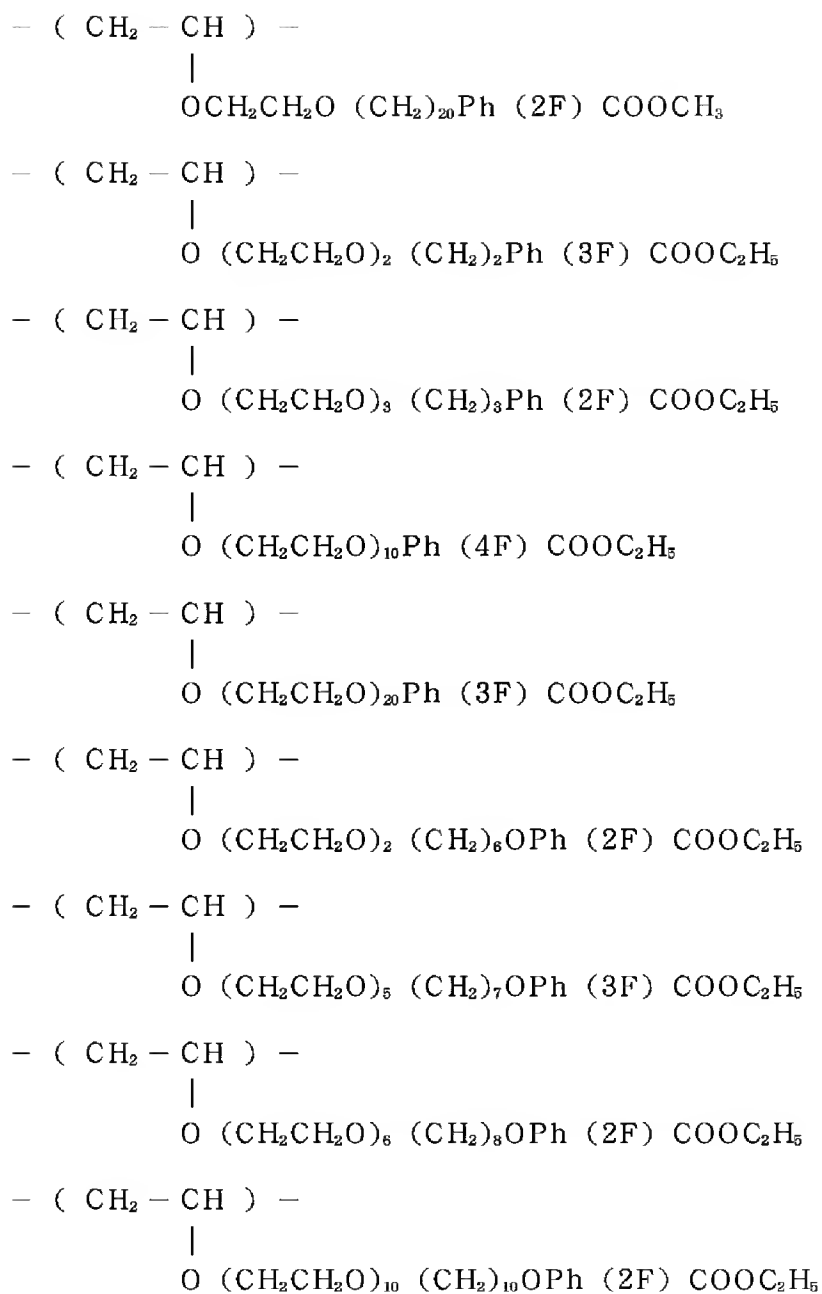 − ( CH₂ − CH ) −
|
OCH₂CH₂O (CH₂)₂₀Ph (2F) COOCH₃
− ( CH₂ − CH ) −
|
O (CH₂CH₂O)₂ (CH₂)₂Ph (3F) COOC₂H₅
− ( CH₂ − CH ) −
|
O (CH₂CH₂O)₃ (CH₂)₃Ph (2F) COOC₂H₅
− ( CH₂ − CH ) −
|
O (CH₂CH₂O)₁₀Ph (4F) COOC₂H₅
− ( CH₂ − CH ) −
|
O (CH₂CH₂O)₂₀Ph (3F) COOC₂H₅
− ( CH₂ − CH ) −
|
O (CH₂CH₂O)₂ (CH₂)₆OPh (2F) COOC₂H₅
− ( CH₂ − CH ) −
|
O (CH₂CH₂O)₅ (CH₂)₇OPh (3F) COOC₂H₅
− ( CH₂ − CH ) −
|
O (CH₂CH₂O)₆ (CH₂)₈OPh (2F) COOC₂H₅
− ( CH₂ − CH ) −
|
O (CH₂CH₂O)₁₀ (CH₂)₁₀OPh (2F) COOC₂H₅